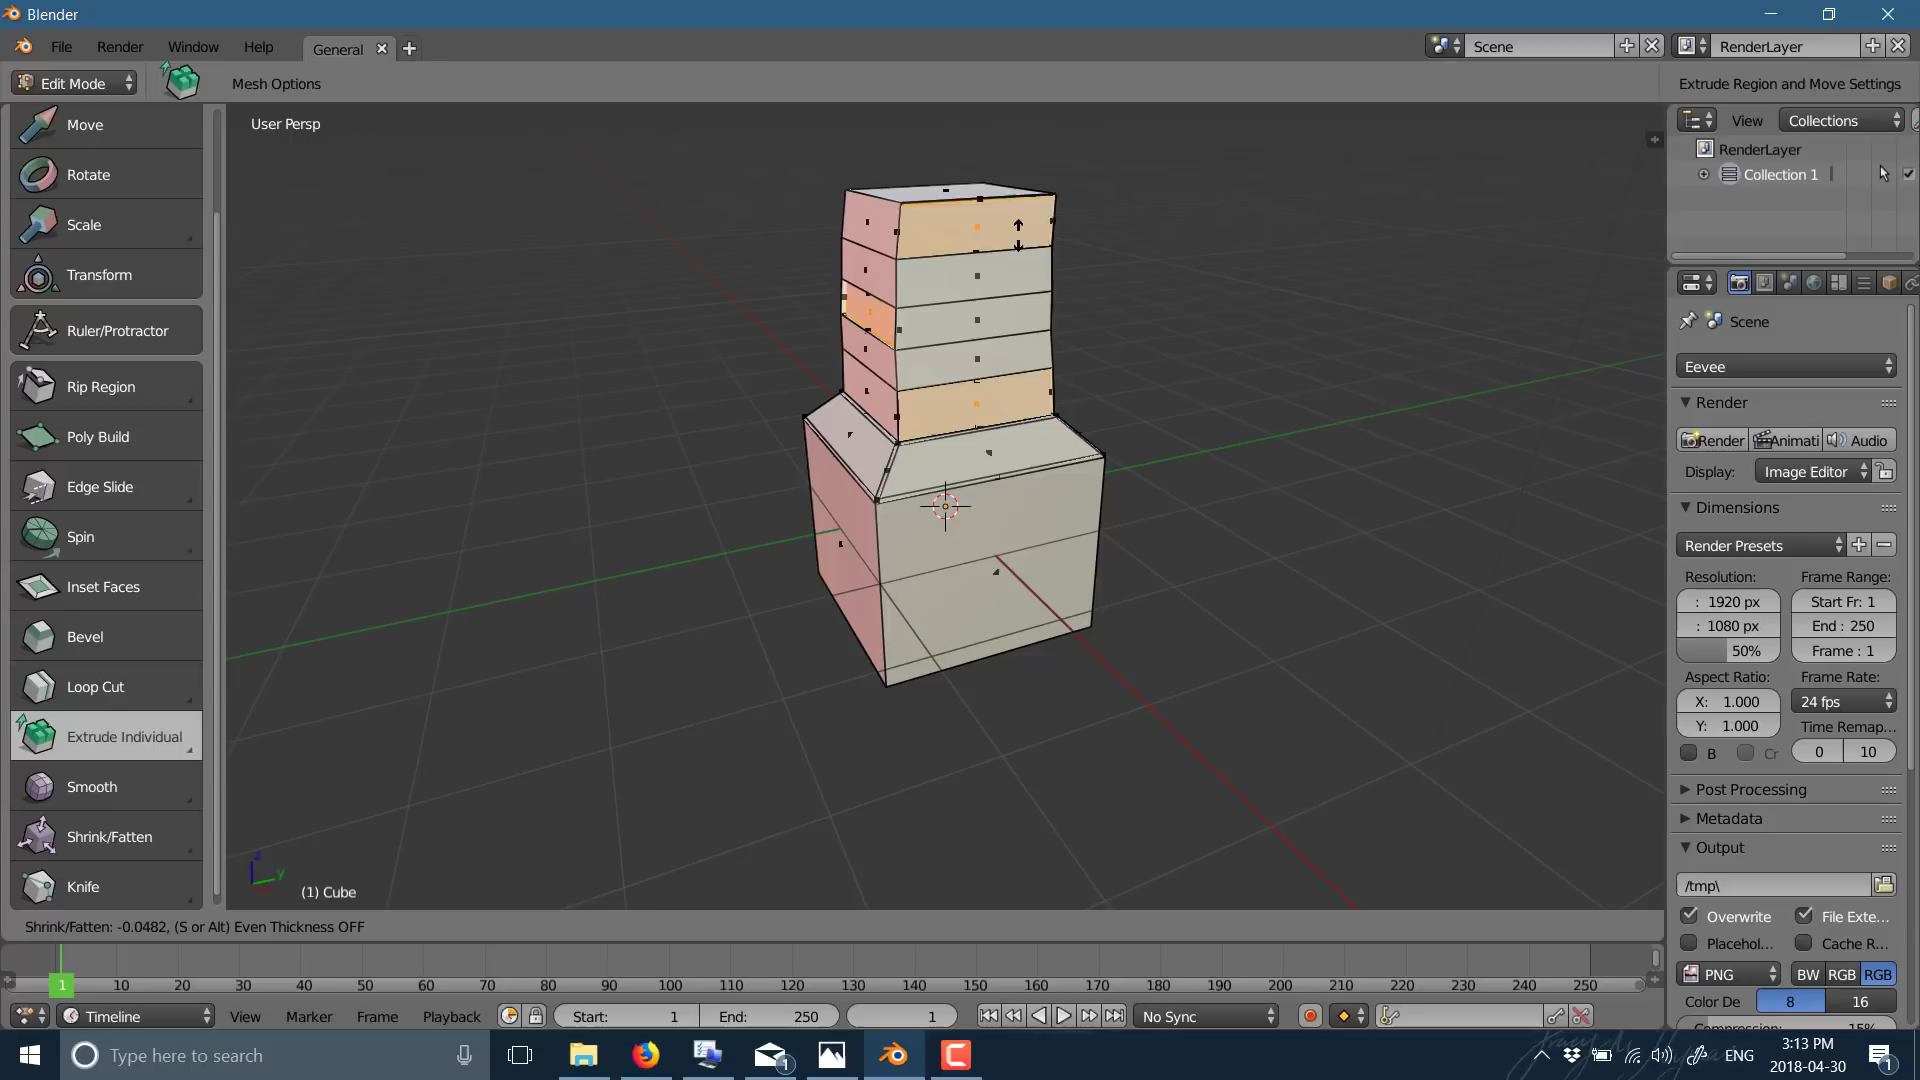 Blender
File Render Window Help General Scene RenderLayer
Edit Mode Mesh Options Extrude Region and Move Settings
User Persp
Move
Rotate
Scale
Transform
Ruler/Protractor
Rip Region
Poly Build
Edge Slide
Spin
Inset Faces
Bevel
Loop Cut
Extrude Individual
Smooth
Shrink/Fatten
Knife
z
y
(1) Cube
View Collections
RenderLayer
Collection 1
Scene
Eevee
Render
Render Animati Audio
Display: Image Editor
Dimensions
Render Presets
Resolution: Frame Range:
: 1920 px Start Fr: 1
: 1080 px End : 250
50% Frame : 1
Aspect Ratio: Frame Rate:
X: 1.000 24 fps
Y: 1.000 Time Remap...
B Cr 0 10
Post Processing
Metadata
Output
/tmp\
Overwrite File Exte...
Placehol... Cache R...
PNG BW RGB RGB
Color De 8 16
Compression: 15%
Shrink/Fatten: -0.0482, (S or Alt) Even Thickness OFF
1 10 20 30 40 50 60 70 80 90 100 110 120 130 140 150 160 170 180 190 200 210 220 230 240 250
Timeline View Marker Frame Playback Start: 1 End: 250 1 No Sync
Type here to search 1 ENG 3:13 PM 1
2018-04-30